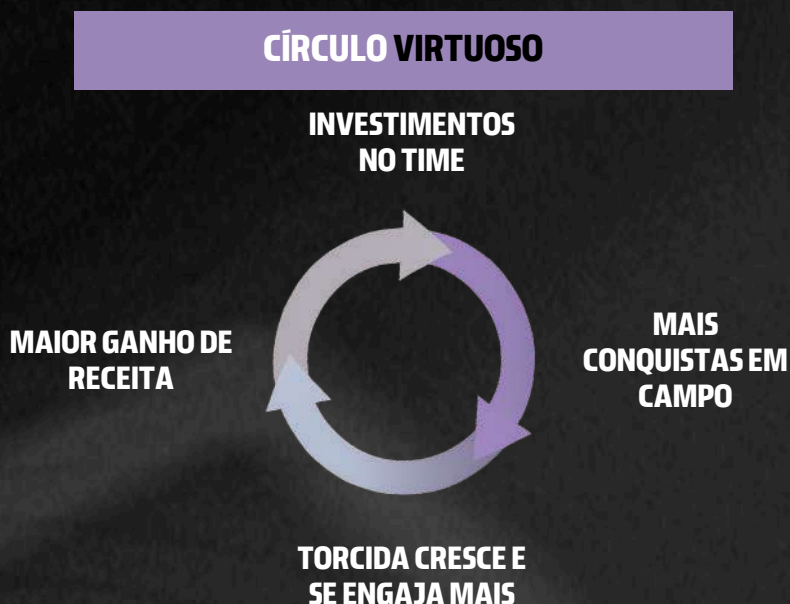 CÍRCULO VIRTUOSO
INVESTIMENTOS
NO TIME
MAIOR GANHO DE
RECEITA
MAIS
CONQUISTAS EM
CAMPO
TORCIDA CRESCE E
SE ENGAJA MAIS